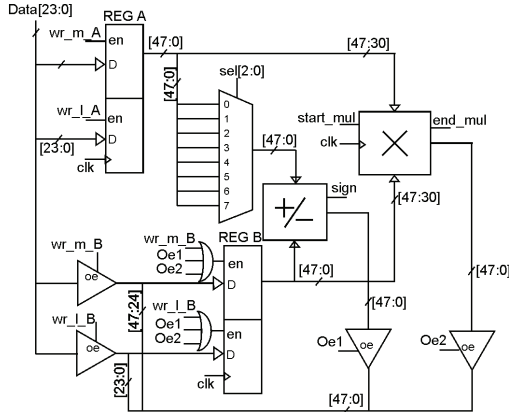 Data[23:0]
REG A
wr_m_A
en
D
[47:0]
[47:30]
[47:0]
sel[2:0]
wr_l_A
en
D
[23:0]
clk
0
1
2
3
4
5
6
7
[47:0]
start_mul
end_mul
clk
×
[47:30]
+/−
sign
wr_m_B
wr_m_B
oe
Oe1
Oe2
REG B
en
D
[47:0]
[47:0]
[47:0]
[47:24]
wr_l_B
wr_l_B
oe
Oe1
Oe2
en
D
[23:0]
clk
Oe1
oe
Oe2
oe
[47:0]